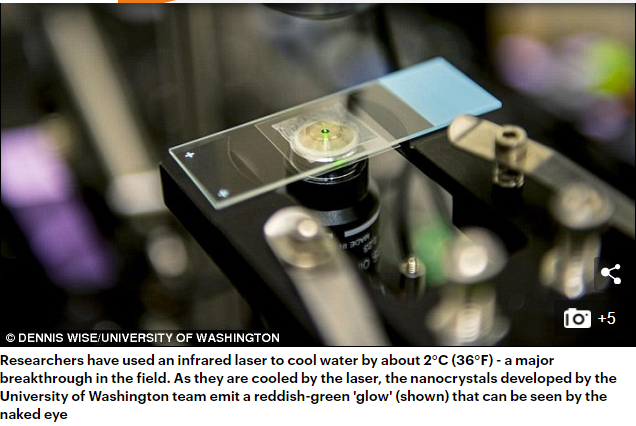 +5
© DENNIS WISE/UNIVERSITY OF WASHINGTON
Researchers have used an infrared laser to cool water by about 2°C (36°F) - a major
breakthrough in the field. As they are cooled by the laser, the nanocrystals developed by the
University of Washington team emit a reddish-green 'glow' (shown) that can be seen by the
naked eye